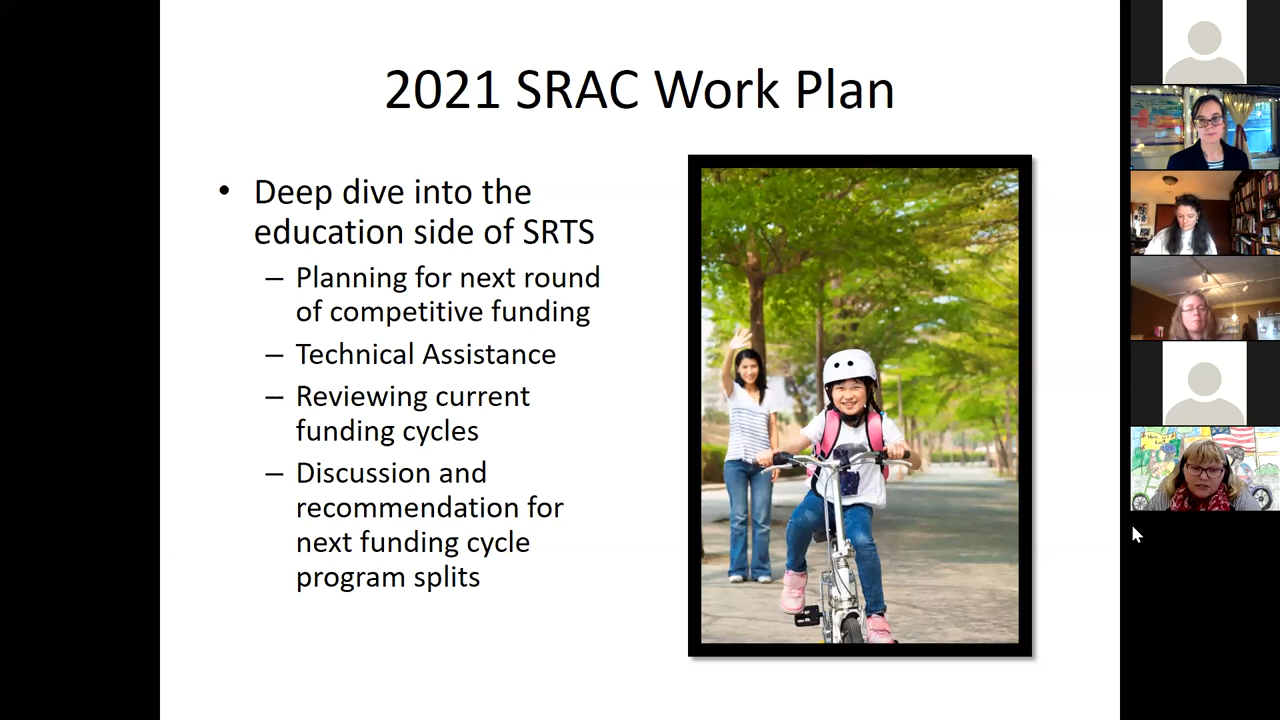 2021 SRAC Work Plan
• Deep dive into the
education side of SRTS
– Planning for next round
of competitive funding
– Technical Assistance
– Reviewing current
funding cycles
– Discussion and
recommendation for
next funding cycle
program splits